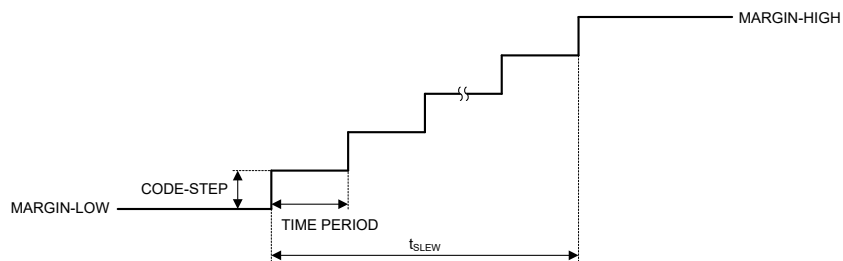 MARGIN-HIGH
CODE-STEP
MARGIN-LOW
TIME PERIOD
tSLEW